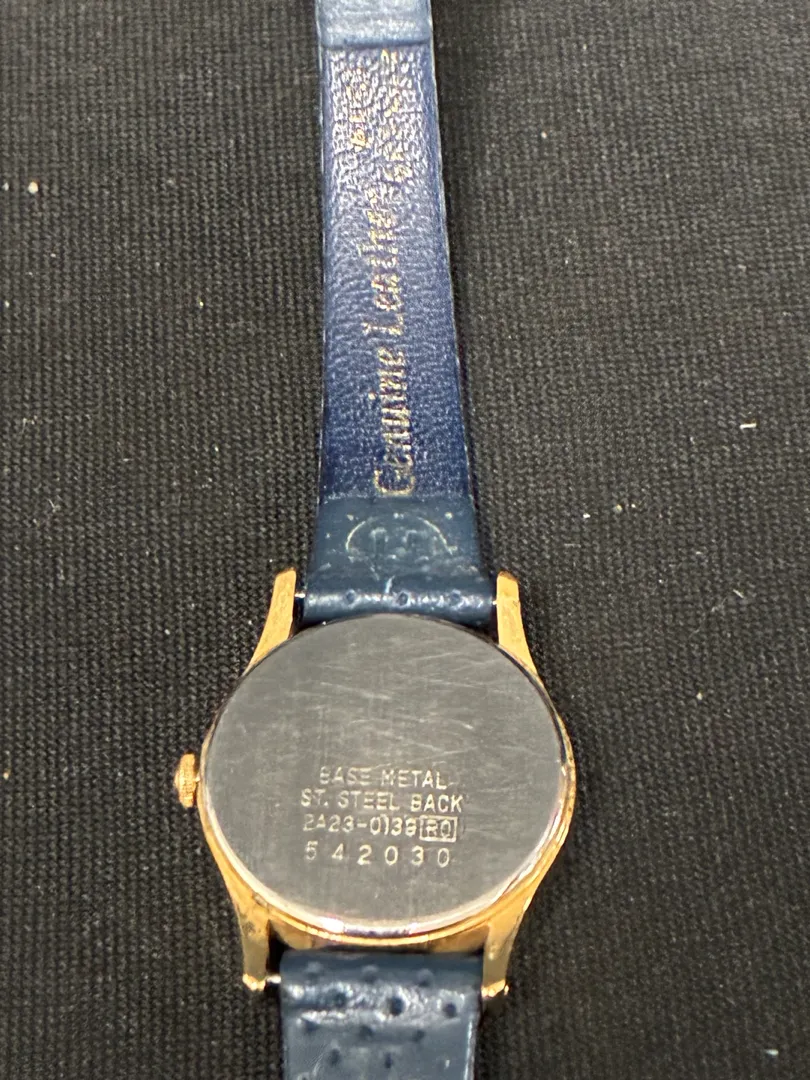 Genuine Leather
BASE METAL
ST. STEEL BACK
2A23-0139 R0
542030